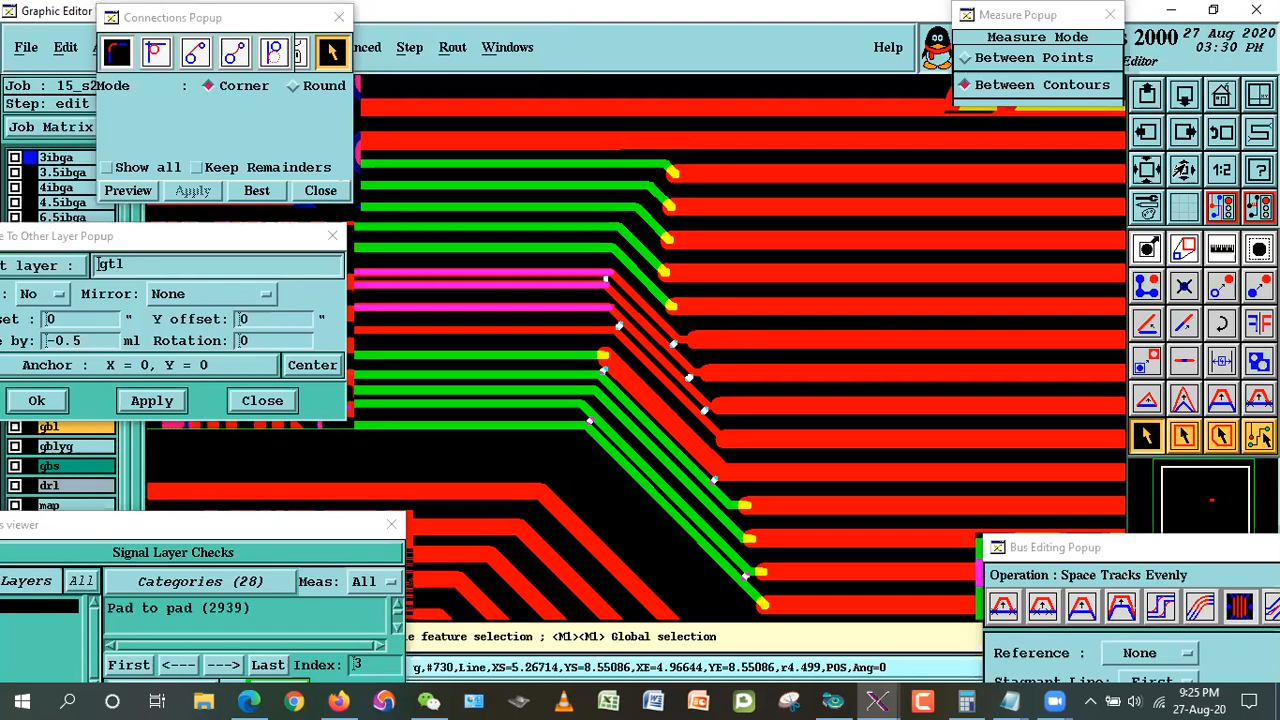 Graphic Editor
Connections Popup
Measure Popup
2000
27 Aug 2020
03:30 PM
Editor
File
Edit
Step
Rout
Windows
Help
Measure Mode
Between Points
Between Contours
Job : 15_s2
Mode : Corner Round
Step: edit
Job Matrix
1:2
?
3ibga
3.5ibga
4ibga
4.5ibga
6.5ibga
Show all Keep Remainders
Preview Apply Best Close
e To Other Layer Popup
t layer : gtl
: No Mirror: None
set : 0 " Y offset: 0 "
e by: -0.5 ml Rotation: 0
Anchor : X = 0, Y = 0 Center
Ok Apply Close
gbl
gblyg
gbs
drl
map
s viewer
Signal Layer Checks
ayers All Categories (28) Meas: All
Pad to pad (2939)
First <--- ---> Last Index: 3
e feature selection ; <M1><M1> Global selection
g,#730,Line,XS=5.26714,YS=8.55086,XE=4.96644,YE=8.55086,r4.499,POS,Ang=0
Bus Editing Popup
Operation : Space Tracks Evenly
Reference : None
9:25 PM
27-Aug-20